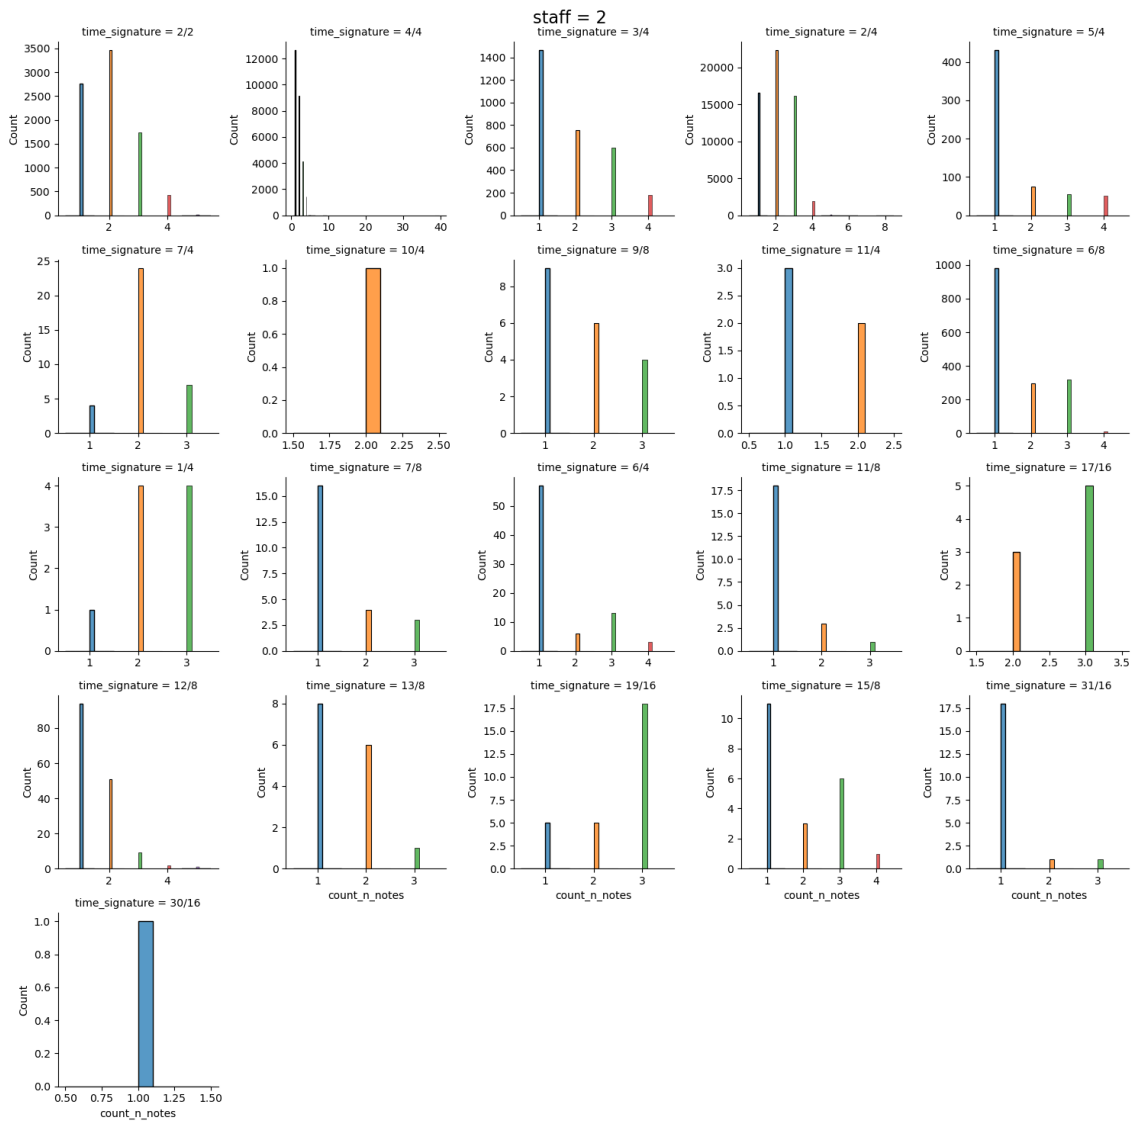 staff = 2
time_signature = 2/2
time_signature = 4/4
time_signature = 3/4
time_signature = 2/4
time_signature = 5/4
3500
3000
2500
2000
1500
1000
500
0
Count
2 4
12000
10000
8000
6000
4000
2000
0
Count
0 10 20 30 40
1400
1200
1000
800
600
400
200
0
Count
1 2 3 4
20000
15000
10000
5000
0
Count
2 4 6 8
400
300
200
100
0
Count
1 2 3 4
time_signature = 7/4
time_signature = 10/4
time_signature = 9/8
time_signature = 11/4
time_signature = 6/8
25
20
15
10
5
0
Count
1 2 3
1.0
0.8
0.6
0.4
0.2
0.0
Count
1.50 1.75 2.00 2.25 2.50
8
6
4
2
0
Count
1 2 3
3.0
2.5
2.0
1.5
1.0
0.5
0.0
Count
0.5 1.0 1.5 2.0 2.5
1000
800
600
400
200
0
Count
1 2 3 4
time_signature = 1/4
time_signature = 7/8
time_signature = 6/4
time_signature = 11/8
time_signature = 17/16
4
3
2
1
0
Count
1 2 3
15.0
12.5
10.0
7.5
5.0
2.5
0.0
Count
1 2 3
50
40
30
20
10
0
Count
1 2 3 4
17.5
15.0
12.5
10.0
7.5
5.0
2.5
0.0
Count
1 2 3
5
4
3
2
1
0
Count
1.5 2.0 2.5 3.0 3.5
time_signature = 12/8
time_signature = 13/8
time_signature = 19/16
time_signature = 15/8
time_signature = 31/16
80
60
40
20
0
Count
2 4
8
6
4
2
0
Count
1 2 3
count_n_notes
17.5
15.0
12.5
10.0
7.5
5.0
2.5
0.0
Count
1 2 3
count_n_notes
10
8
6
4
2
0
Count
1 2 3 4
count_n_notes
17.5
15.0
12.5
10.0
7.5
5.0
2.5
0.0
Count
1 2 3
count_n_notes
time_signature = 30/16
1.0
0.8
0.6
0.4
0.2
0.0
Count
0.50 0.75 1.00 1.25 1.50
count_n_notes